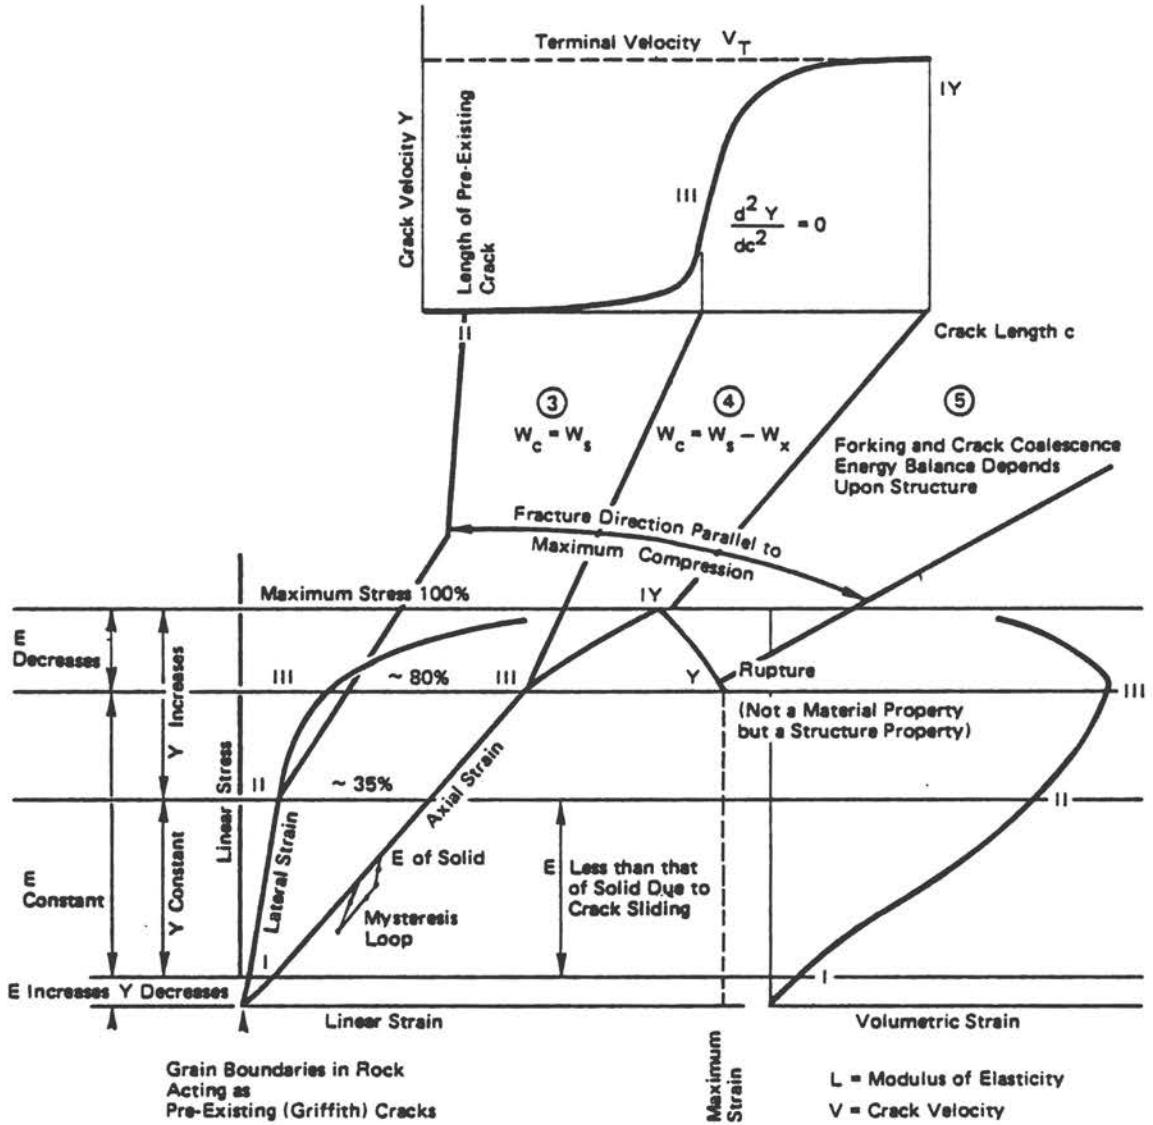 Terminal Velocity V_T
IY
Crack Velocity Y
Length of Pre-Existing
Crack
III
d² Y
dc²
= 0
II
Crack Length c
3
W_c = W_s
4
W_c = W_s – W_x
5
Forking and Crack Coalescence
Energy Balance Depends
Upon Structure
Fracture Direction Parallel to
Maximum Compression
Maximum Stress 100%
IY
E
Decreases
Y Increases
III
~ 80%
III
Y
Rupture
III
(Not a Material Property
but a Structure Property)
Linear Stress
II
~ 35%
Axial Strain
II
E
Constant
Y Constant
Lateral Strain
E of Solid
Mysteresis
Loop
E
Less than that
of Solid Due to
Crack Sliding
I
I
E Increases Y Decreases
Linear Strain
Volumetric Strain
Grain Boundaries in Rock
Acting as
Pre-Existing (Griffith) Cracks
Maximum
Strain
L = Modulus of Elasticity
V = Crack Velocity